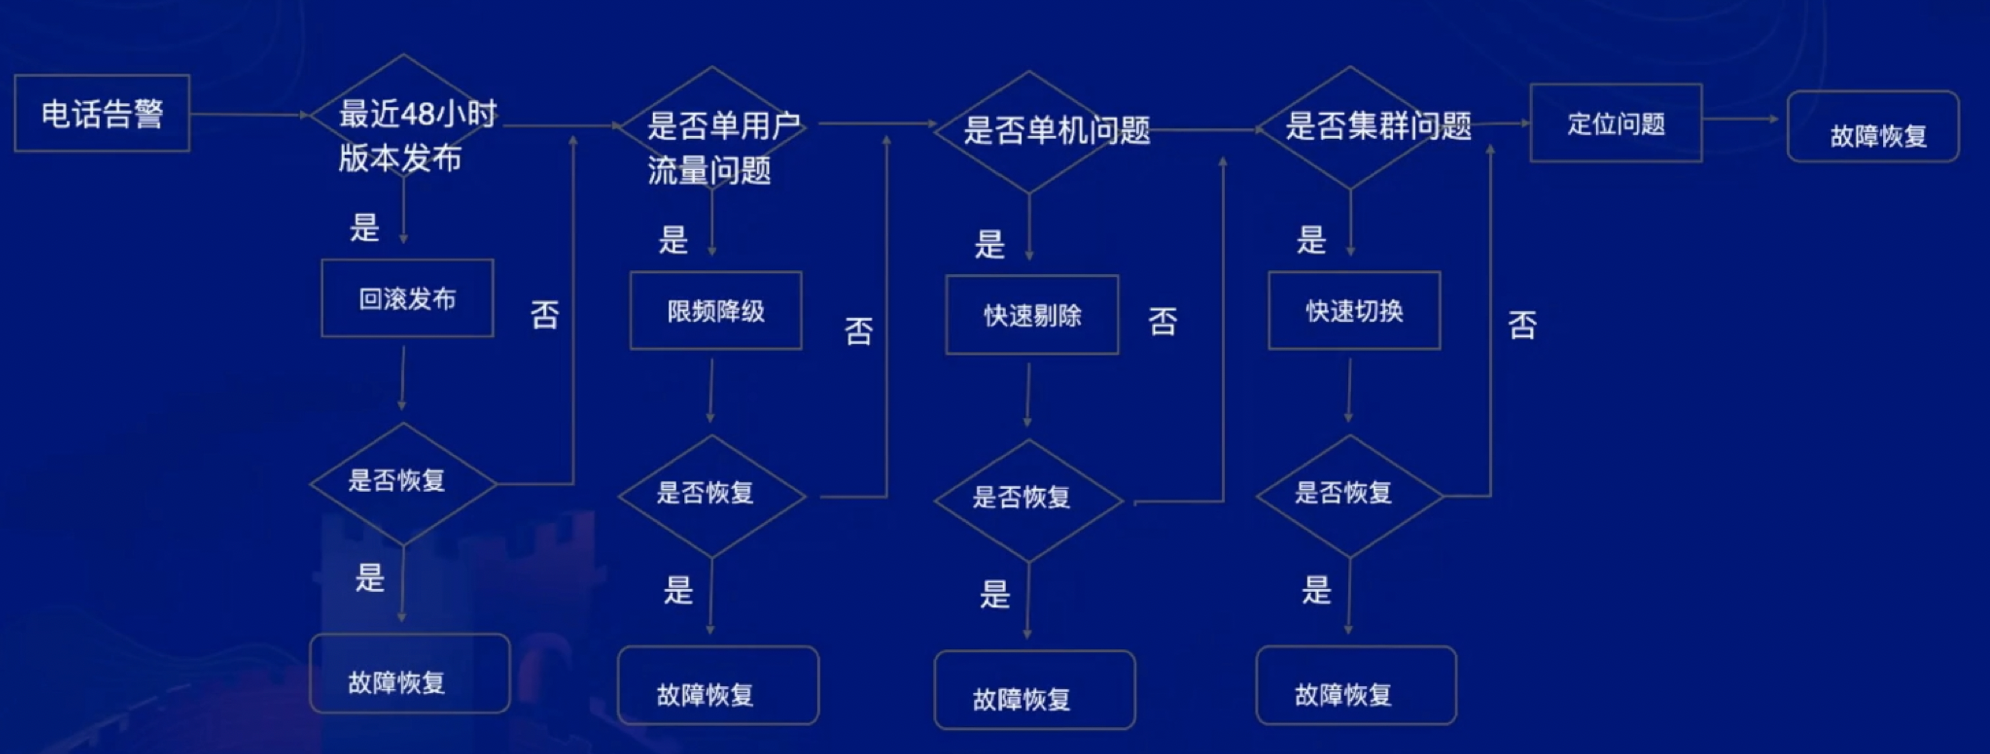 电话告警
最近48小时
版本发布
是否单用户
流量问题
是否单机问题
是否集群问题
定位问题
故障恢复
是
是
是
是
回滚发布
限频降级
快速剔除
快速切换
否
否
否
否
是否恢复
是否恢复
是否恢复
是否恢复
是
是
是
是
故障恢复
故障恢复
故障恢复
故障恢复